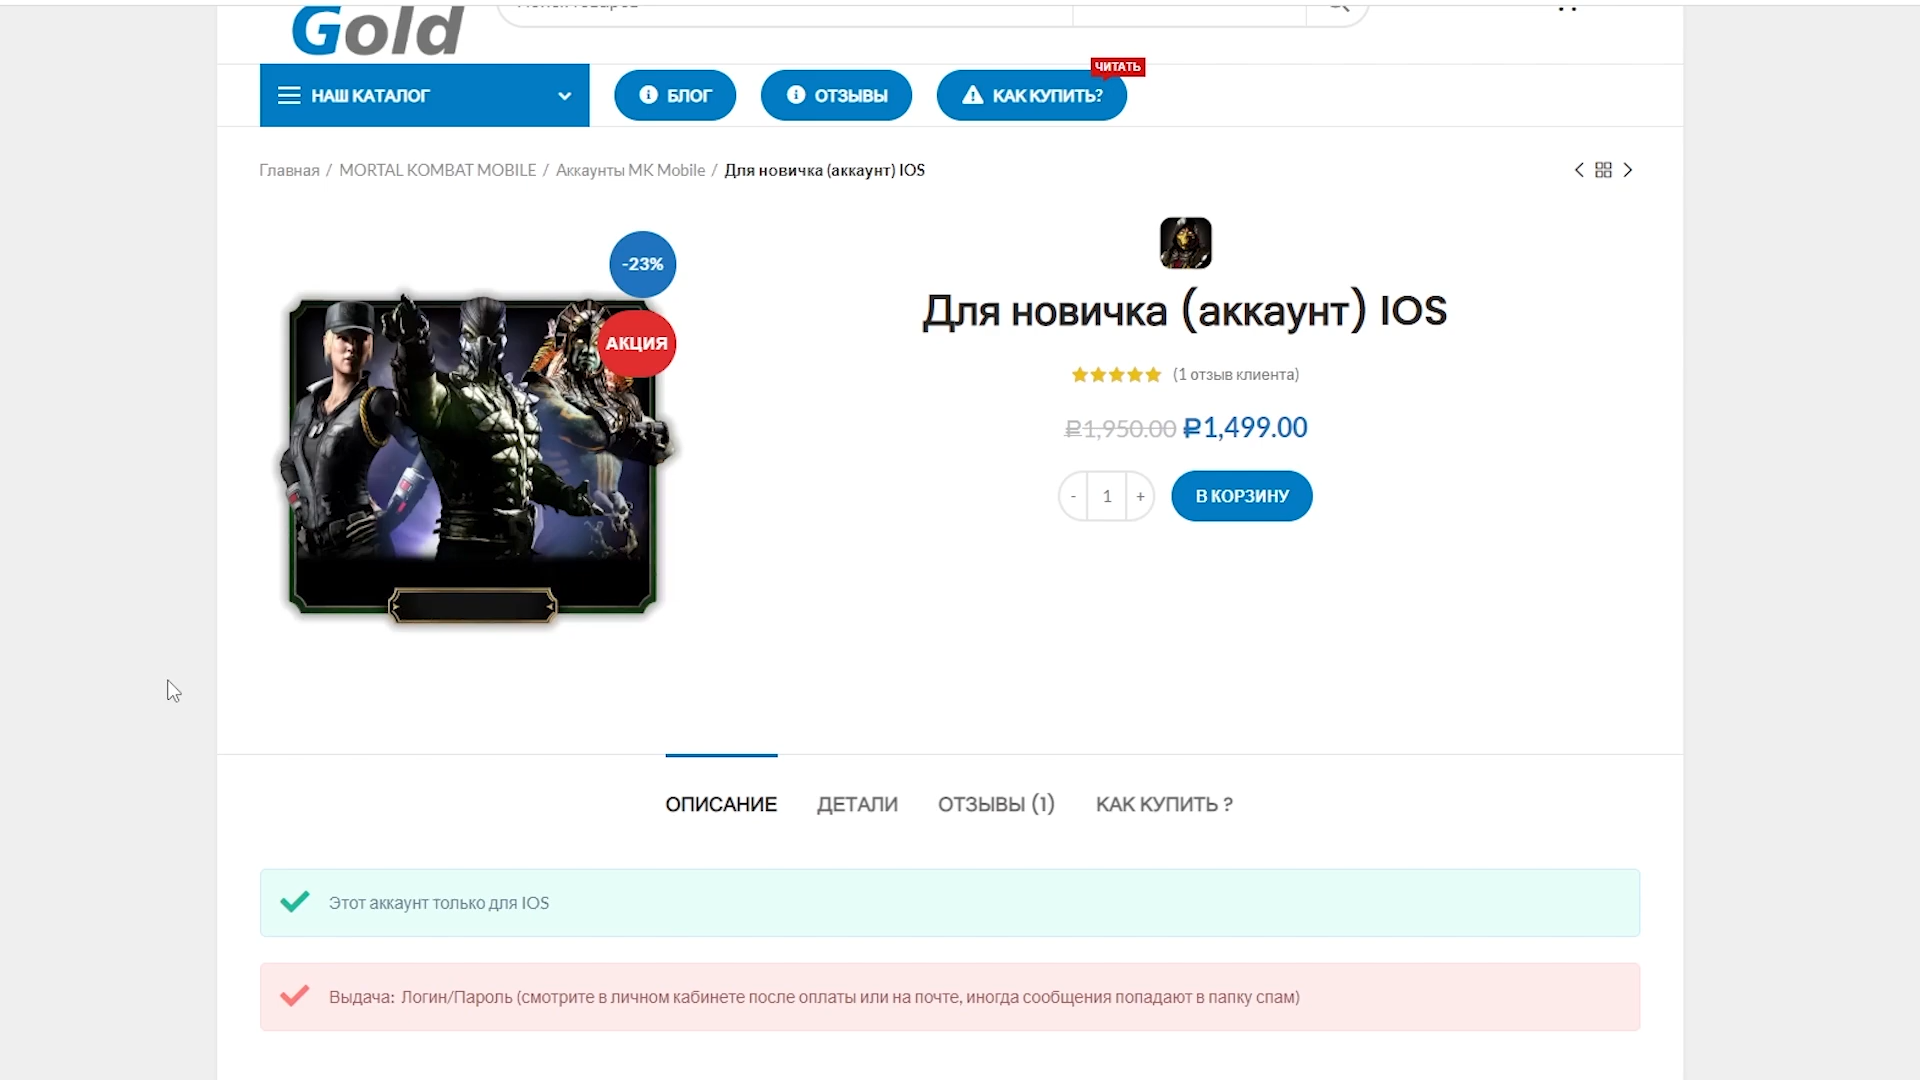 Gold
ЧИТАТЬ
НАШ КАТАЛОГ
БЛОГ
ОТЗЫВЫ
КАК КУПИТЬ?
Главная / MORTAL KOMBAT MOBILE / Аккаунты MK Mobile / Для новичка (аккаунт) IOS
-23%
АКЦИЯ
Для новичка (аккаунт) IOS
(1 отзыв клиента)
₽1,950.00 ₽1,499.00
- 1 +
В КОРЗИНУ
ОПИСАНИЕ
ДЕТАЛИ
ОТЗЫВЫ (1)
КАК КУПИТЬ ?
Этот аккаунт только для IOS
Выдача: Логин/Пароль (смотрите в личном кабинете после оплаты или на почте, иногда сообщения попадают в папку спам)